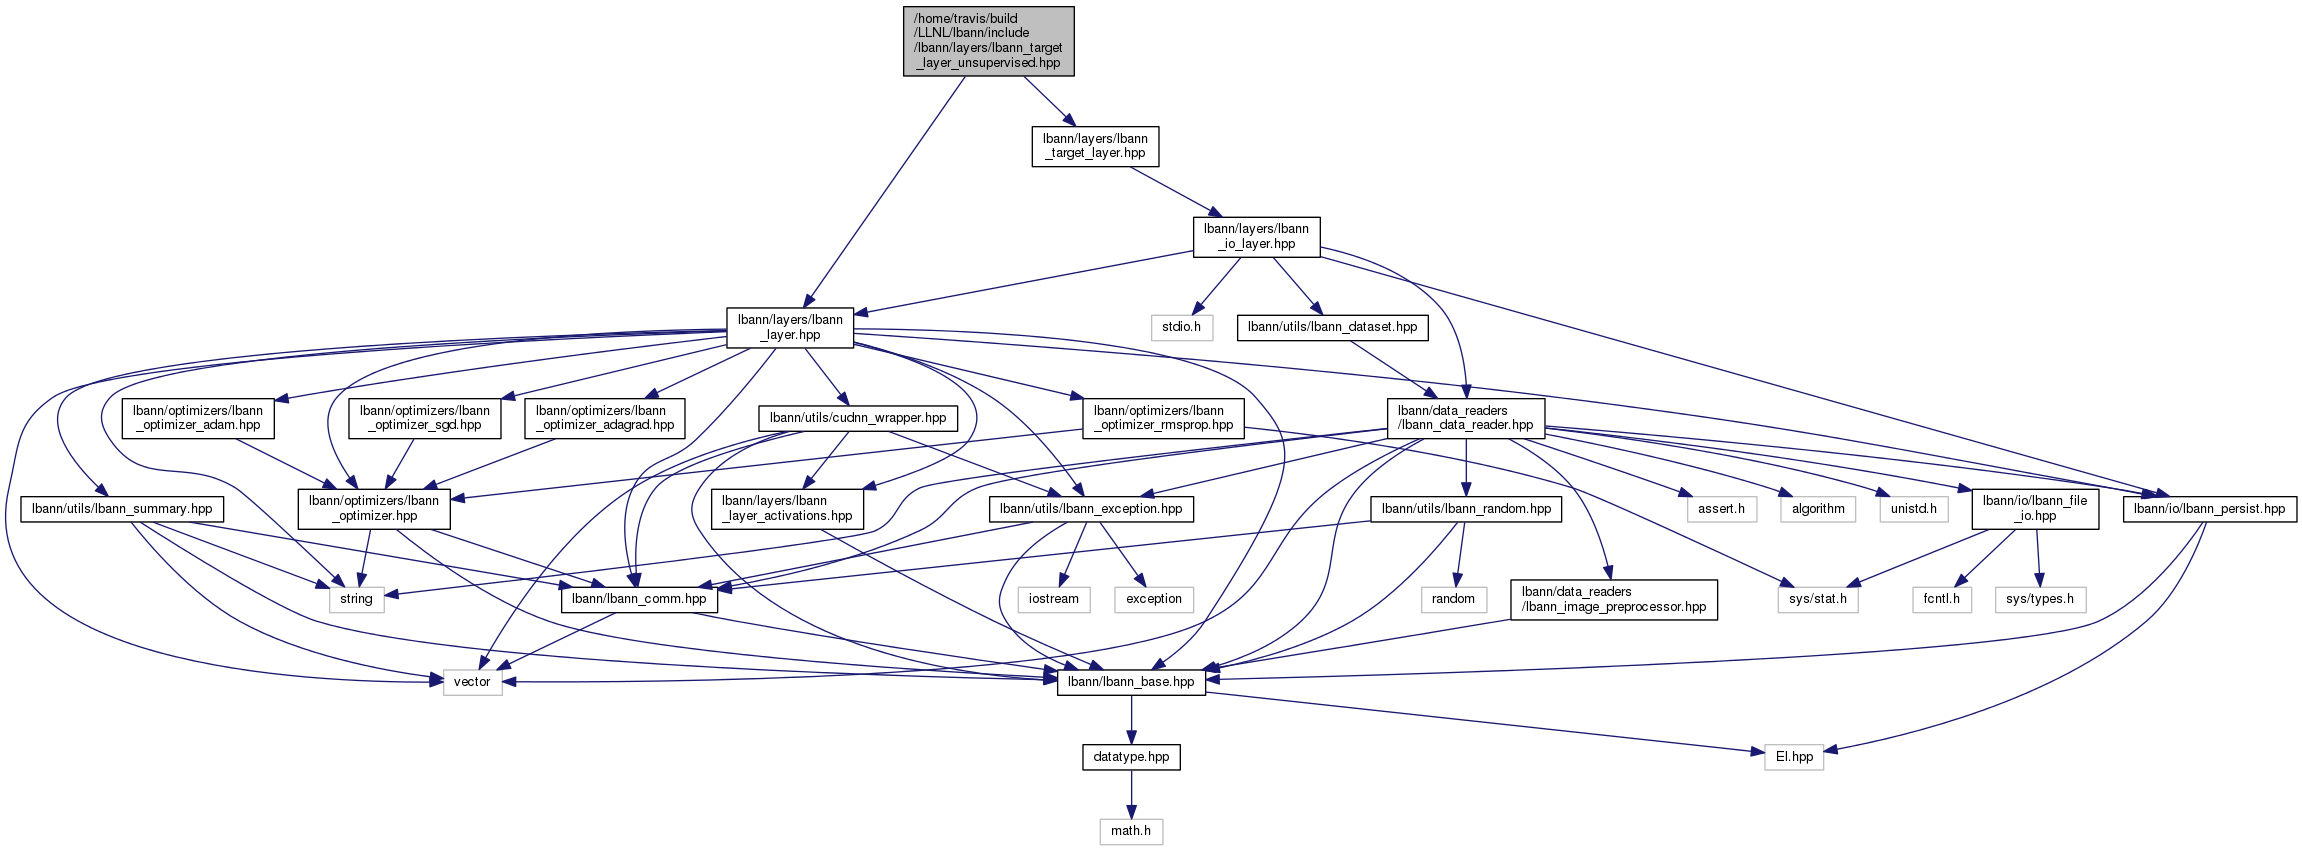 /home/travis/build
/LLNL/lbann/include
/lbann/layers/lbann_target
_layer_unsupervised.hpp
lbann/layers/lbann
_target_layer.hpp
lbann/layers/lbann
_io_layer.hpp
lbann/layers/lbann
_layer.hpp
stdio.h
lbann/utils/lbann_dataset.hpp
lbann/optimizers/lbann
_optimizer_adam.hpp
lbann/optimizers/lbann
_optimizer_sgd.hpp
lbann/optimizers/lbann
_optimizer_adagrad.hpp
lbann/utils/cudnn_wrapper.hpp
lbann/optimizers/lbann
_optimizer_rmsprop.hpp
lbann/data_readers
/lbann_data_reader.hpp
lbann/utils/lbann_summary.hpp
lbann/optimizers/lbann
_optimizer.hpp
lbann/layers/lbann
_layer_activations.hpp
lbann/utils/lbann_exception.hpp
lbann/utils/lbann_random.hpp
assert.h
algorithm
unistd.h
lbann/io/lbann_file
_io.hpp
lbann/io/lbann_persist.hpp
string
lbann/lbann_comm.hpp
iostream
exception
random
lbann/data_readers
/lbann_image_preprocessor.hpp
sys/stat.h
fcntl.h
sys/types.h
vector
lbann/lbann_base.hpp
datatype.hpp
El.hpp
math.h